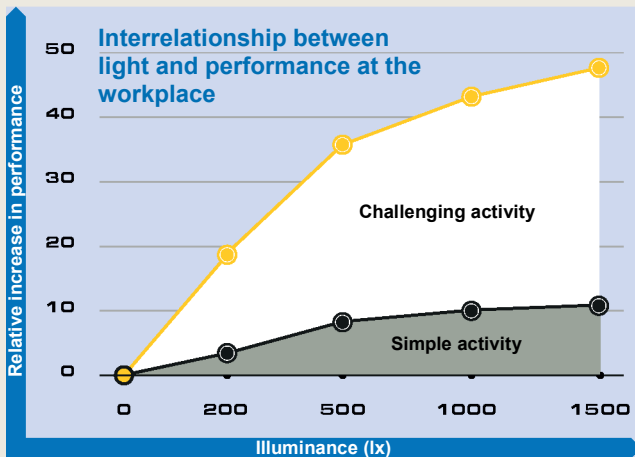 Interrelationship between
light and performance at the
workplace
Relative increase in performance
50
40
30
20
10
0
Challenging activity
Simple activity
0 200 500 1000 1500
Illuminance (lx)